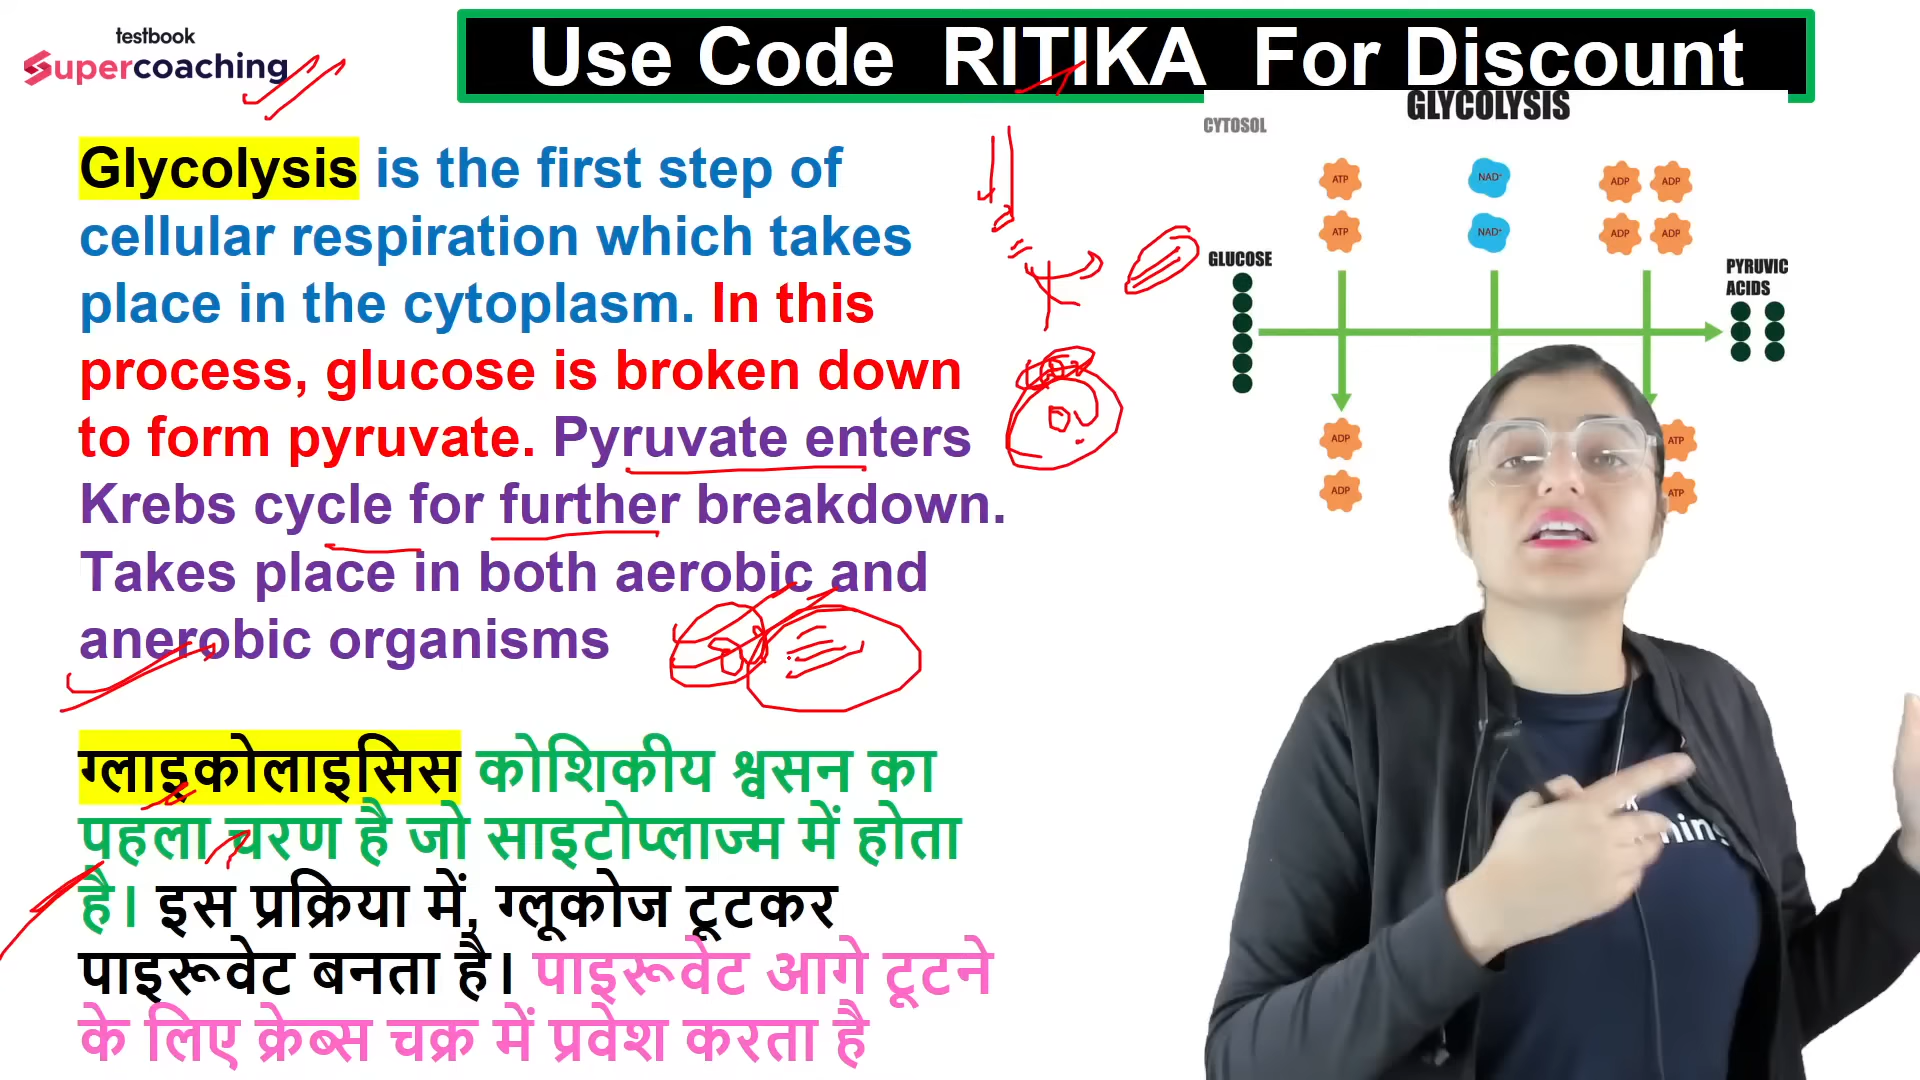 testbook
Supercoaching
Use Code RITIKA For Discount
Glycolysis is the first step of
cellular respiration which takes
place in the cytoplasm. In this
process, glucose is broken down
to form pyruvate. Pyruvate enters
Krebs cycle for further breakdown.
Takes place in both aerobic and
anerobic organisms
ग्लाइकोलाइसिस कोशिकीय श्वसन का
पहला चरण है जो साइटोप्लाज्म में होता
है। इस प्रक्रिया में, ग्लूकोज टूटकर
पाइरूवेट बनता है। पाइरूवेट आगे टूटने
के लिए क्रेब्स चक्र में प्रवेश करता है
GLYCOLYSIS
CYTOSOL
ATP NAD+ ADP ADP
ATP NAD+ ADP ADP
GLUCOSE
PYRUVIC
ACIDS
ADP ATP
ADP ATP